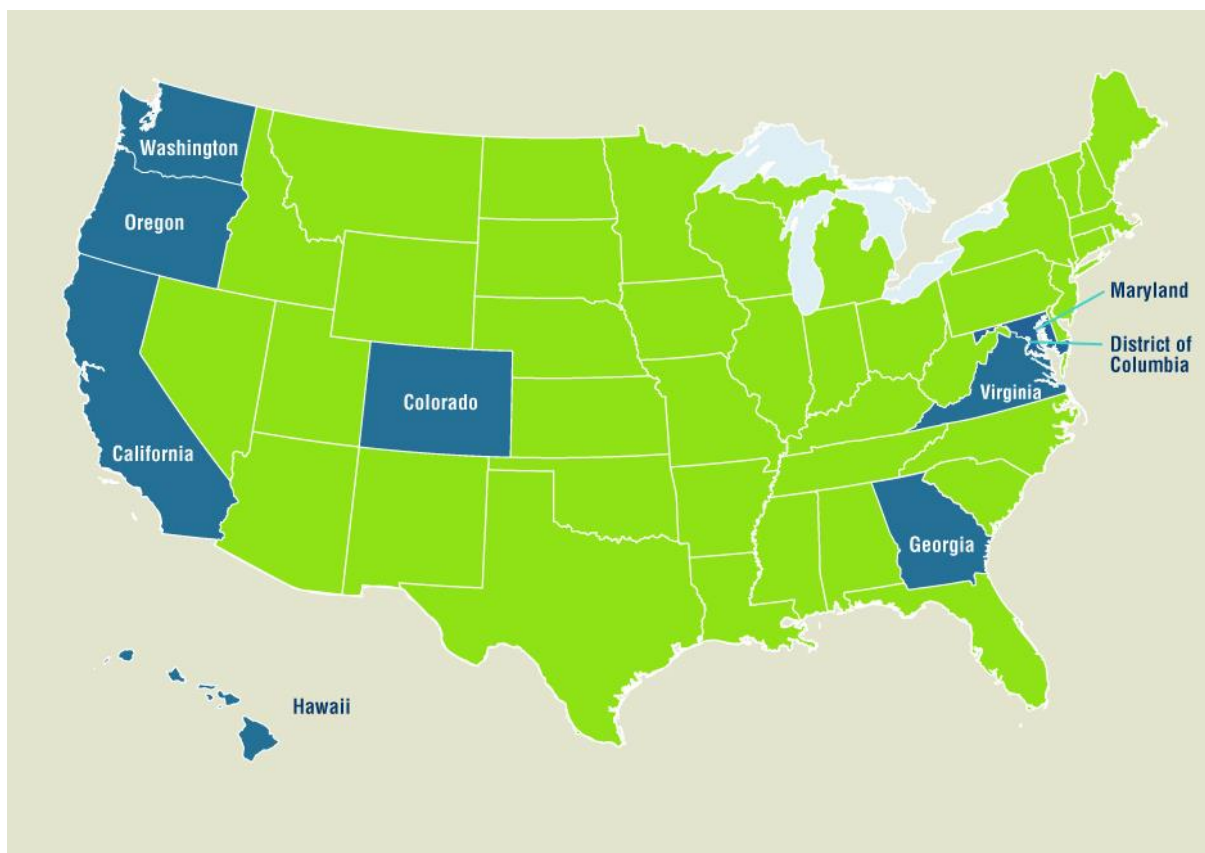 Washington
Oregon
Maryland
District of
Columbia
Virginia
Colorado
California
Georgia
Hawaii